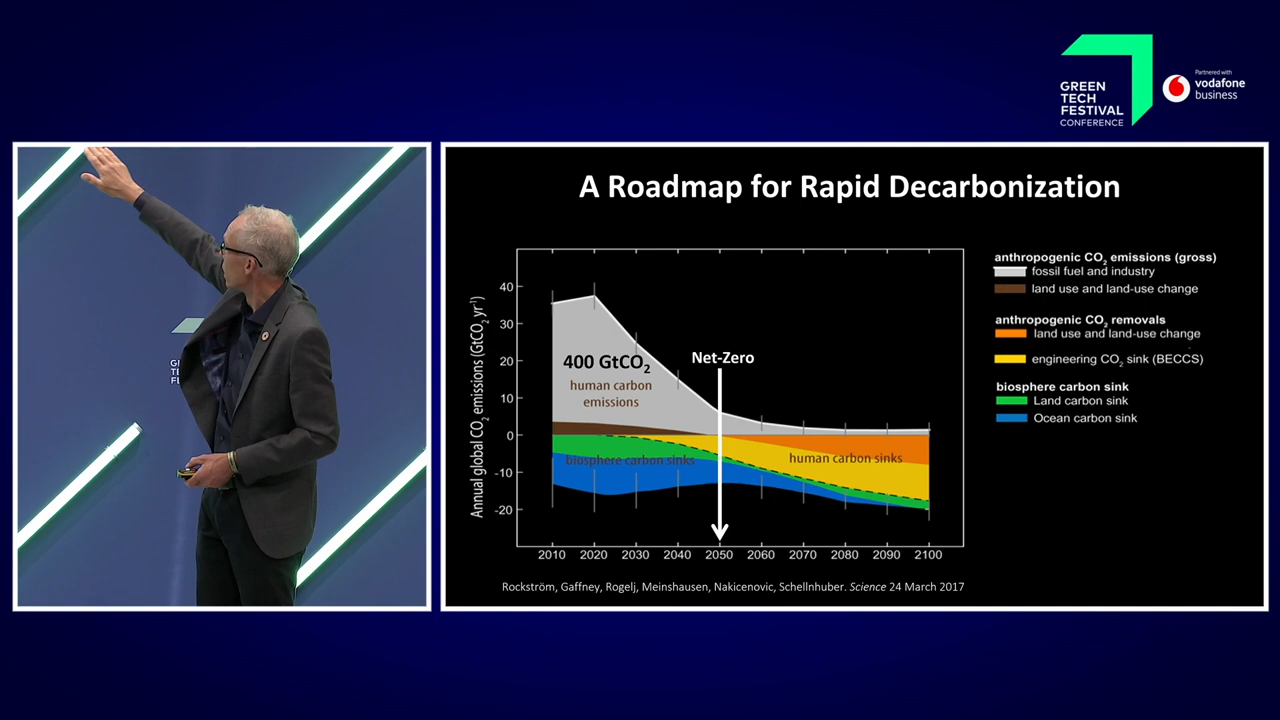 GREEN
TECH
FESTIVAL
CONFERENCE
Partnered with
vodafone
business
A Roadmap for Rapid Decarbonization
Annual global CO₂ emissions (GtCO₂ yr⁻¹)
40
30
20
10
0
-10
-20
400 GtCO₂
human carbon
emissions
Net-Zero
biosphere carbon sinks
human carbon sinks
2010 2020 2030 2040 2050 2060 2070 2080 2090 2100
anthropogenic CO₂ emissions (gross)
fossil fuel and industry
land use and land-use change
anthropogenic CO₂ removals
land use and land-use change
engineering CO₂ sink (BECCS)
biosphere carbon sink
Land carbon sink
Ocean carbon sink
Rockström, Gaffney, Rogelj, Meinshausen, Nakicenovic, Schellnhuber. Science 24 March 2017